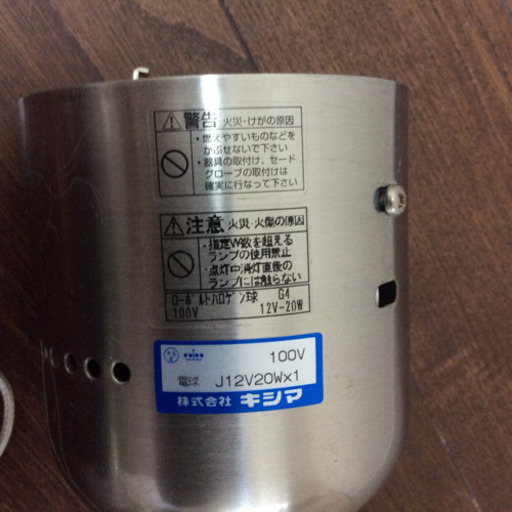 警告 火災・けがの原因
・燃えやすいものなどを
かぶせないで下さい
・器具の取付け、セード
グローブの取付けは
確実に行なって下さい
注意 火災・火傷の原因
・指定W数を超える
ランプの使用禁止
・点灯中消灯直後の
ランプには触らない
ローボルトハロゲン球 G4
100V 12V-20W
100V
電球 J12V20W×1
株式会社 キシマ